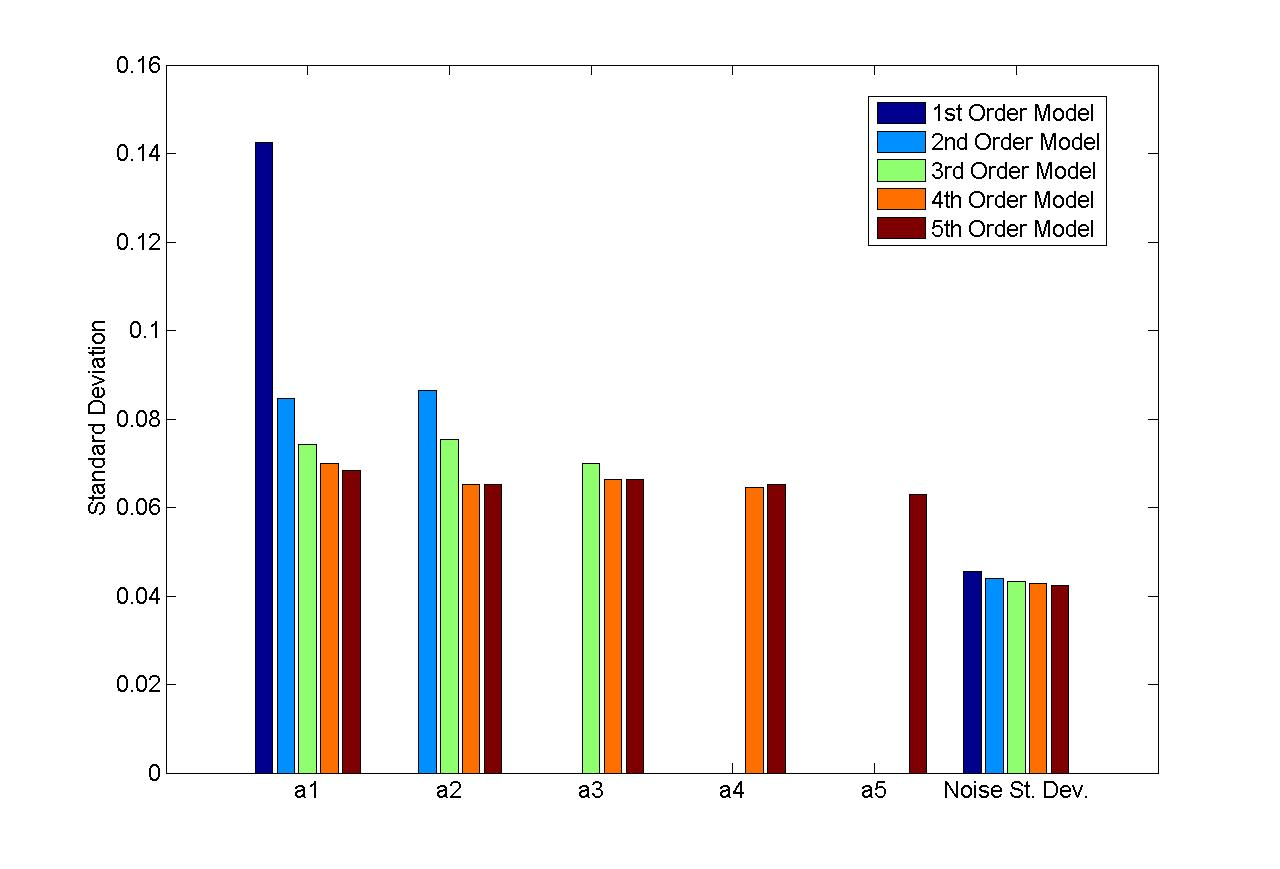 0.16
0.14
0.12
0.1
0.08
0.06
0.04
0.02
0
Standard Deviation
1st Order Model
2nd Order Model
3rd Order Model
4th Order Model
5th Order Model
a1 a2 a3 a4 a5 Noise St. Dev.